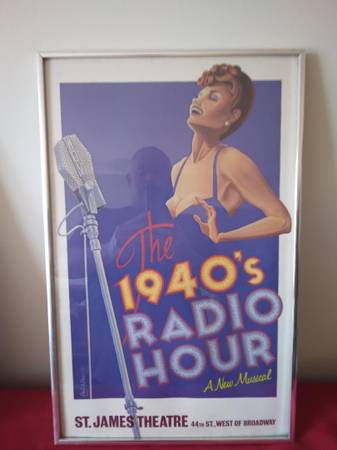 The
1940's
RADIO
HOUR
A New Musical
ST. JAMES THEATRE 44TH ST., WEST OF BROADWAY